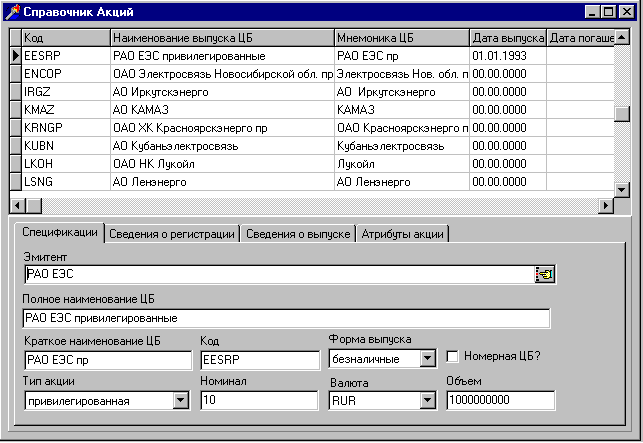 Справочник Акций
Код Наименование выпуска ЦБ Мнемоника ЦБ Дата выпуска Дата погаше
EESRP РАО ЕЭС привилегированные РАО ЕЭС пр 01.01.1993
ENCOP ОАО Электросвязь Новосибирской обл. пр Электросвязь Нов. обл. п 00.00.0000
IRGZ АО Иркутскэнерго АО Иркутскэнерго 00.00.0000
KMAZ АО КАМАЗ КАМАЗ 00.00.0000
KRNGP ОАО ХК Красноярскэнерго пр ОАО Красноярскэнерго п 00.00.0000
KUBN АО Кубаньэлектросвязь Кубаньэлектросвязь 00.00.0000
LKOH ОАО НК Лукойл Лукойл 00.00.0000
LSNG АО Ленэнерго АО Ленэнерго 00.00.0000
Спецификации Сведения о регистрации Сведения о выпуске Атрибуты акции
Эмитент
РАО ЕЭС
Полное наименование ЦБ
РАО ЕЭС привилегированные
Краткое наименование ЦБ Код Форма выпуска
РАО ЕЭС пр EESRP безналичные Номерная ЦБ?
Тип акции Номинал Валюта Объем
привилегированная 10 RUR 1000000000